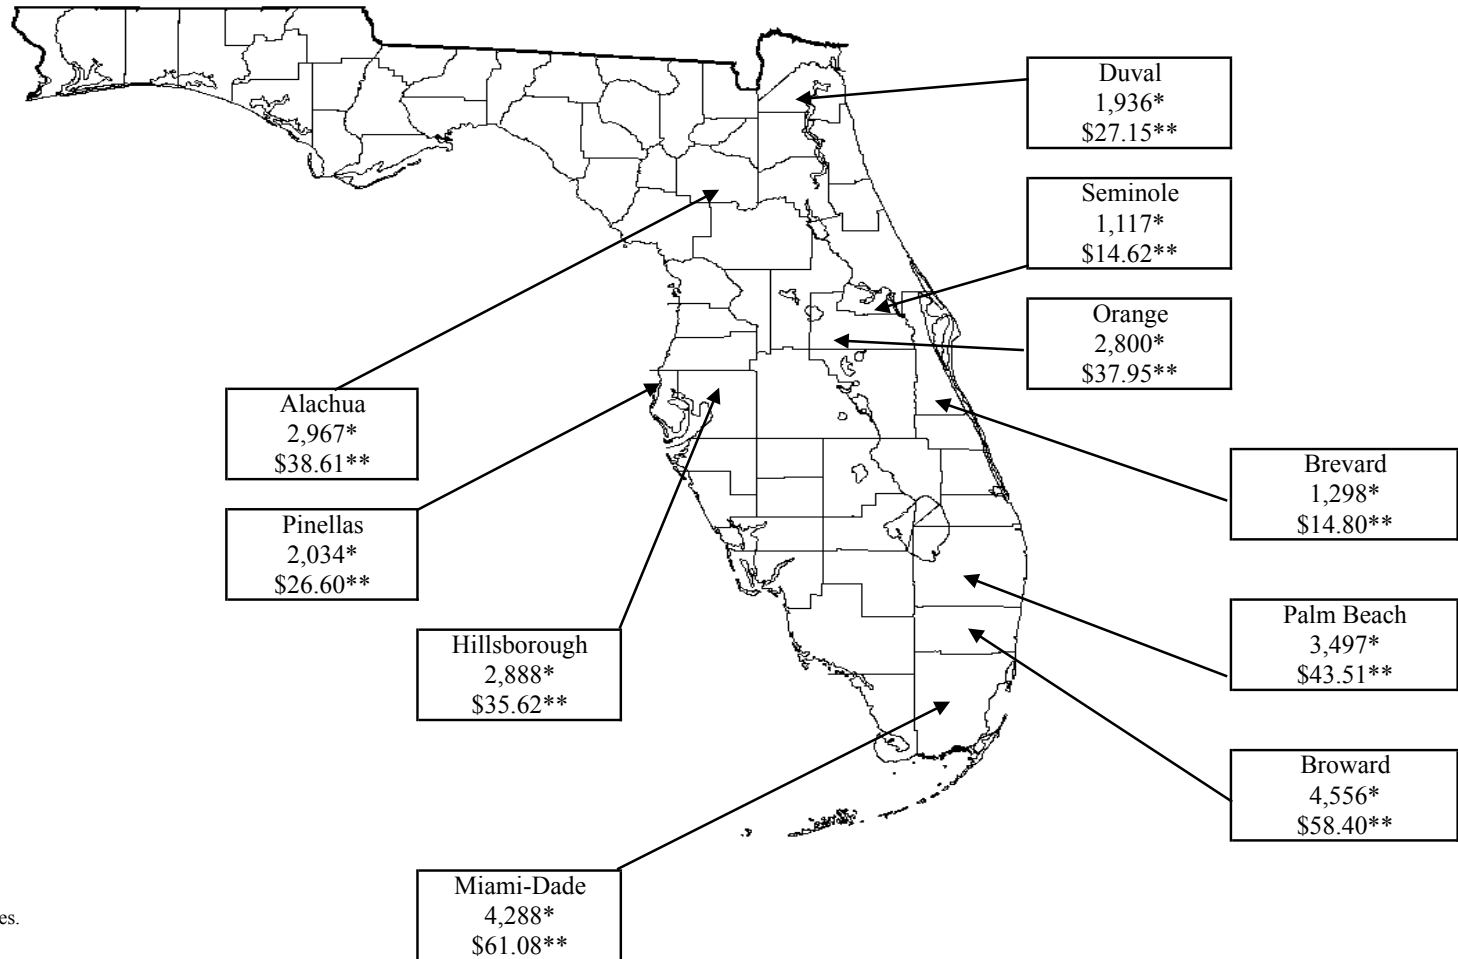 Duval
1,936*
$27.15**
Seminole
1,117*
$14.62**
Orange
2,800*
$37.95**
Alachua
2,967*
$38.61**
Pinellas
2,034*
$26.60**
Hillsborough
2,888*
$35.62**
Brevard
1,298*
$14.80**
Palm Beach
3,497*
$43.51**
Broward
4,556*
$58.40**
Miami-Dade
4,288*
$61.08**
es.